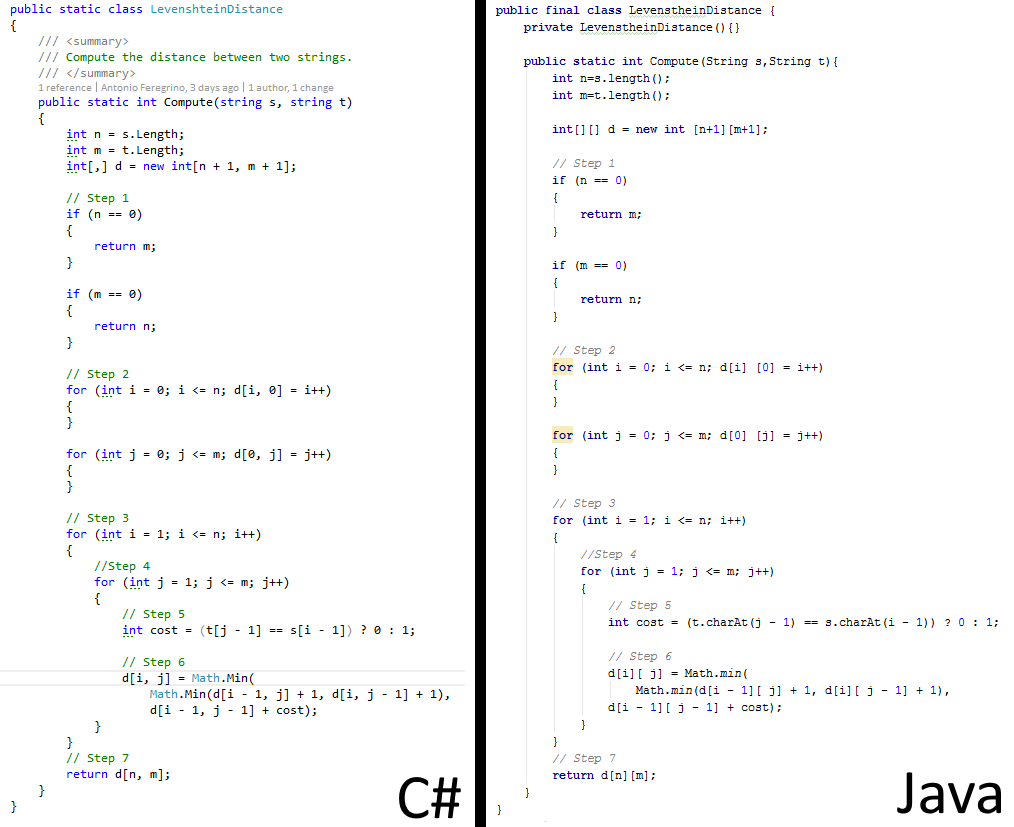 public static class LevenshteinDistance
{
/// <summary>
/// Compute the distance between two strings.
/// </summary>
1 reference | Antonio Feregrino, 3 days ago | 1 author, 1 change
public static int Compute(string s, string t)
{
int n = s.Length;
int m = t.Length;
int[,] d = new int[n + 1, m + 1];
// Step 1
if (n == 0)
{
return m;
}
if (m == 0)
{
return n;
}
// Step 2
for (int i = 0; i <= n; d[i, 0] = i++)
{
}
for (int j = 0; j <= m; d[0, j] = j++)
{
}
// Step 3
for (int i = 1; i <= n; i++)
{
//Step 4
for (int j = 1; j <= m; j++)
{
// Step 5
int cost = (t[j - 1] == s[i - 1]) ? 0 : 1;
// Step 6
d[i, j] = Math.Min(
Math.Min(d[i - 1, j] + 1, d[i, j - 1] + 1),
d[i - 1, j - 1] + cost);
}
}
// Step 7
return d[n, m];
}
}
C#
public final class LevenstheinDistance {
private LevenstheinDistance(){}
public static int Compute(String s,String t){
int n=s.length();
int m=t.length();
int[][] d = new int [n+1][m+1];
// Step 1
if (n == 0)
{
return m;
}
if (m == 0)
{
return n;
}
// Step 2
for (int i = 0; i <= n; d[i] [0] = i++)
{
}
for (int j = 0; j <= m; d[0] [j] = j++)
{
}
// Step 3
for (int i = 1; i <= n; i++)
{
//Step 4
for (int j = 1; j <= m; j++)
{
// Step 5
int cost = (t.charAt(j - 1) == s.charAt(i - 1)) ? 0 : 1;
// Step 6
d[i][ j] = Math.min(
Math.min(d[i - 1][ j] + 1, d[i][ j - 1] + 1),
d[i - 1][ j - 1] + cost);
}
}
// Step 7
return d[n][m];
}
}
Java